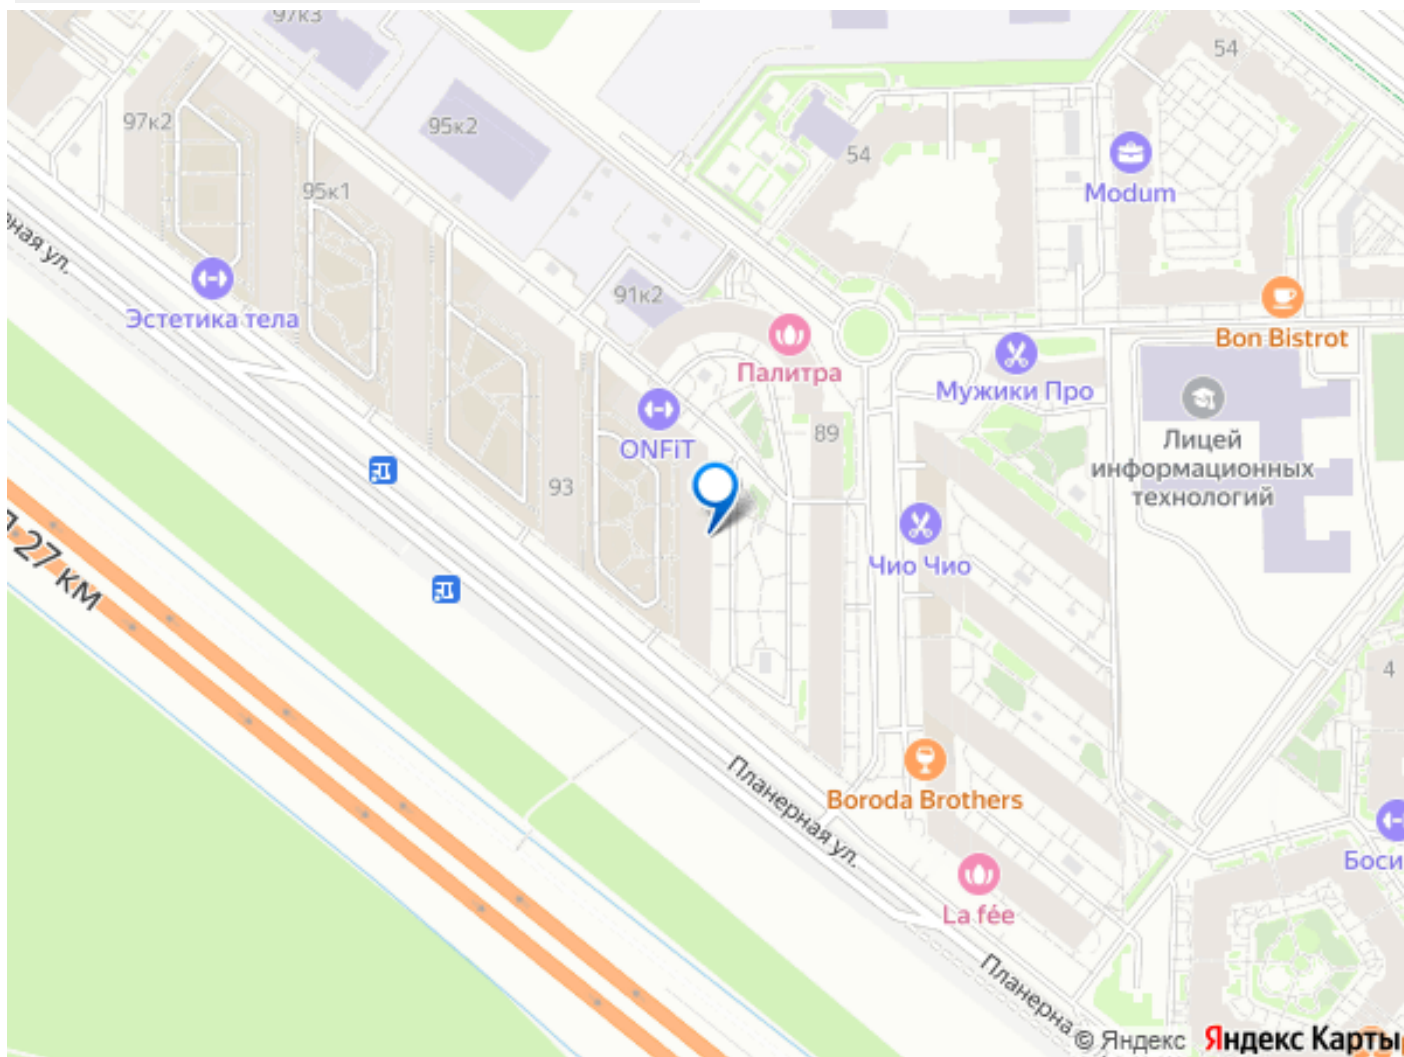 97к3
54
97к2
95к2
54
Modum
95к1
рная ул.
Эстетика тела
91к2
Bon Bistrot
Палитра
Мужики Про
ONFiT
89
Лицей
информационных
технологий
93
27 КМ
Чио Чио
4
Планерная ул.
Boroda Brothers
Боси
La fée
Планерна
© Яндекс Яндекс Карты